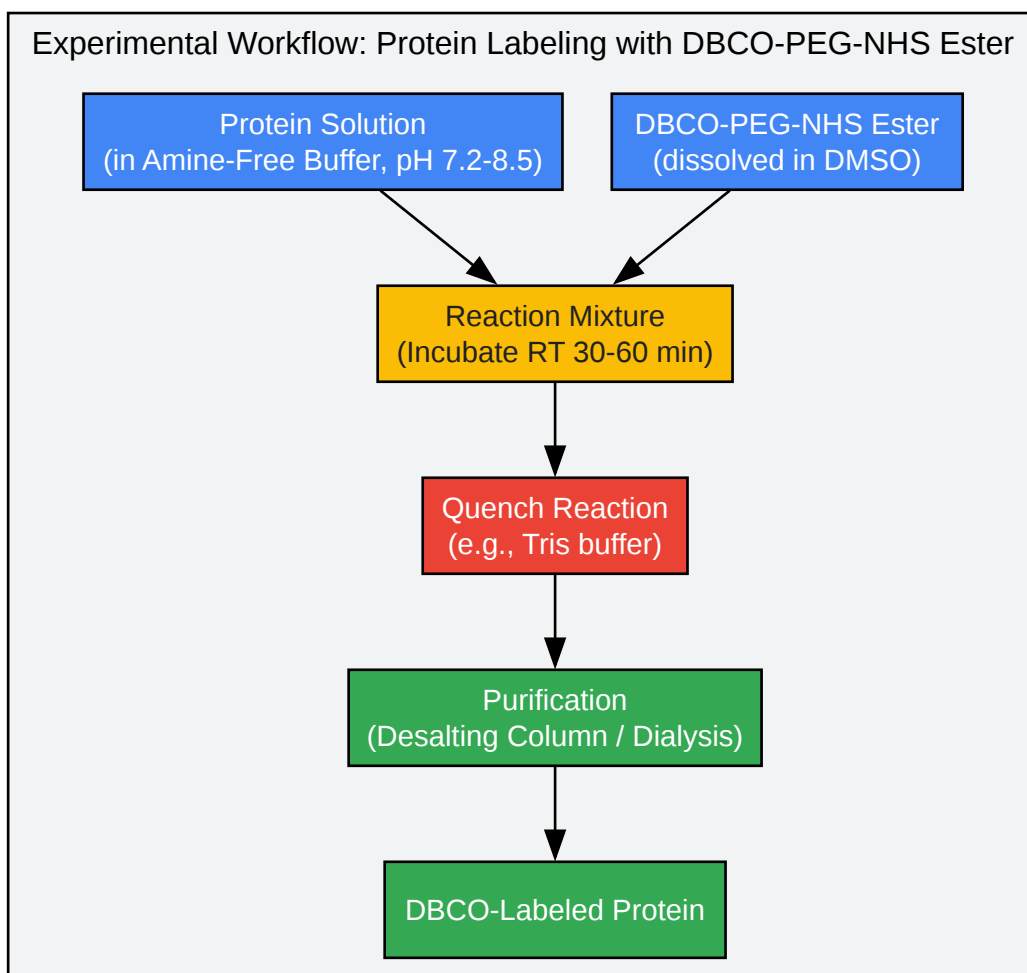 Experimental Workflow: Protein Labeling with DBCO-PEG-NHS Ester
Protein Solution
(in Amine-Free Buffer, pH 7.2-8.5)
DBCO-PEG-NHS Ester
(dissolved in DMSO)
Reaction Mixture
(Incubate RT 30-60 min)
Quench Reaction
(e.g., Tris buffer)
Purification
(Desalting Column / Dialysis)
DBCO-Labeled Protein